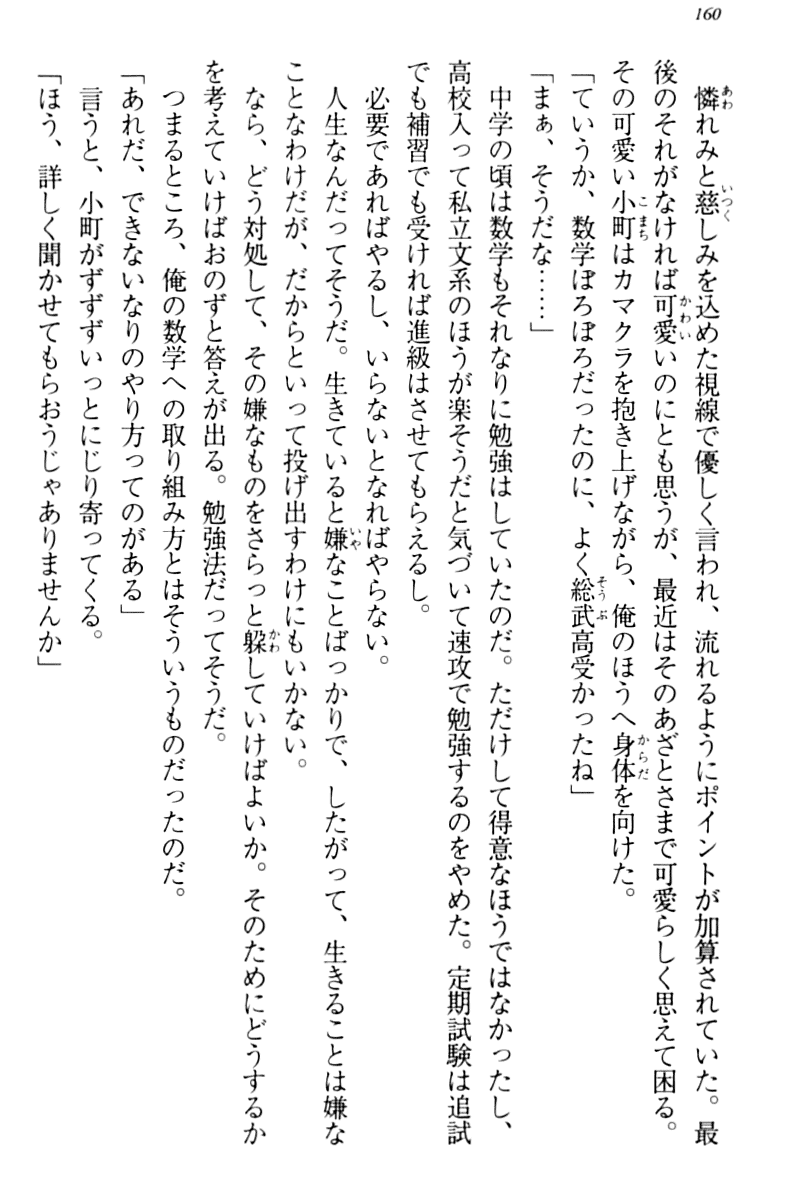 160
憐れみと慈しみを込めた視線で優しく言われ、流れるようにポイントが加算されていた。最
後のそれがなければ可愛いのにとも思うが、最近はそのあざとさまで可愛らしく思えて困る。
その可愛い小町はカマクラを抱き上げながら、俺のほうへ身体を向けた。
「ていうか、数学ぼろぼろだったのに、よく総武高受かったね」
「まぁ、そうだな……」
中学の頃は数学もそれなりに勉強はしていたのだ。ただけして得意なほうではなかったし、
高校入って私立文系のほうが楽そうだと気づいて速攻で勉強するのをやめた。定期試験は追試
でも補習でも受ければ進級はさせてもらえるし。
必要であればやるし、いらないとなればやらない。
人生なんだってそうだ。生きていると嫌なことばっかりで、したがって、生きることは嫌な
ことなわけだが、だからといって投げ出すわけにもいかない。
なら、どう対処して、その嫌なものをさらっと躱していけばよいか。そのためにどうするか
を考えていけばおのずと答えが出る。勉強法だってそうだ。
つまるところ、俺の数学への取り組み方とはそういうものだったのだ。
「あれだ、できないなりのやり方ってのがある」
言うと、小町がずずずいっとにじり寄ってくる。
「ほう、詳しく聞かせてもらおうじゃありませんか」